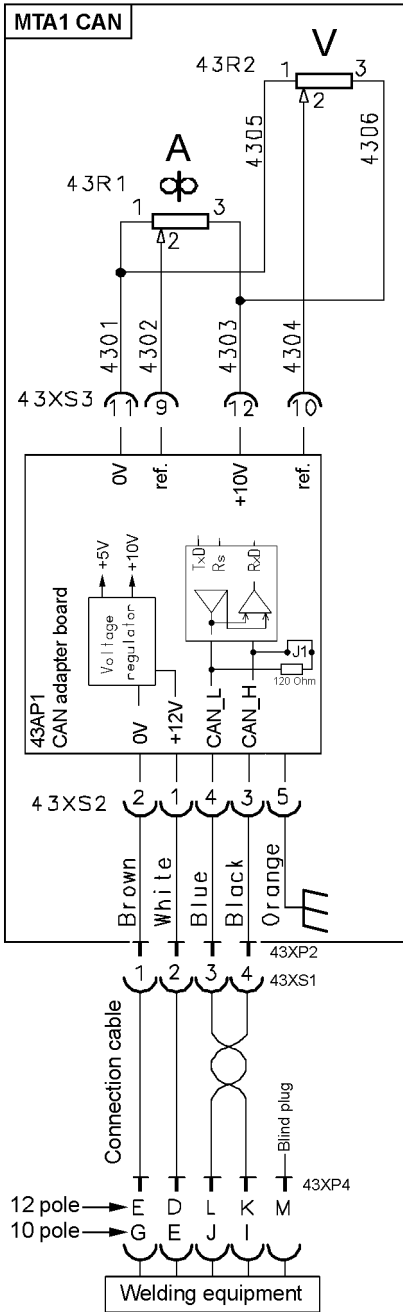 MTA1 CAN
V
43R2
1
3
2
4305
4306
A
43R1
1
3
2
4301
4302
4303
4304
43XS3
11
9
12
10
0V
ref.
+10V
ref.
+5V
+10V
TxD
Rs
RxD
Voltage
regulator
J1
120 Ohm
43AP1
CAN adapter board
0V
+12V
CAN_L
CAN_H
43XS2
2
1
4
3
5
Brown
White
Blue
Black
Orange
43XP2
1
2
3
4
43XS1
Connection cable
Blind plug
43XP4
12 pole
E
D
L
K
M
10 pole
G
E
J
I
Welding equipment